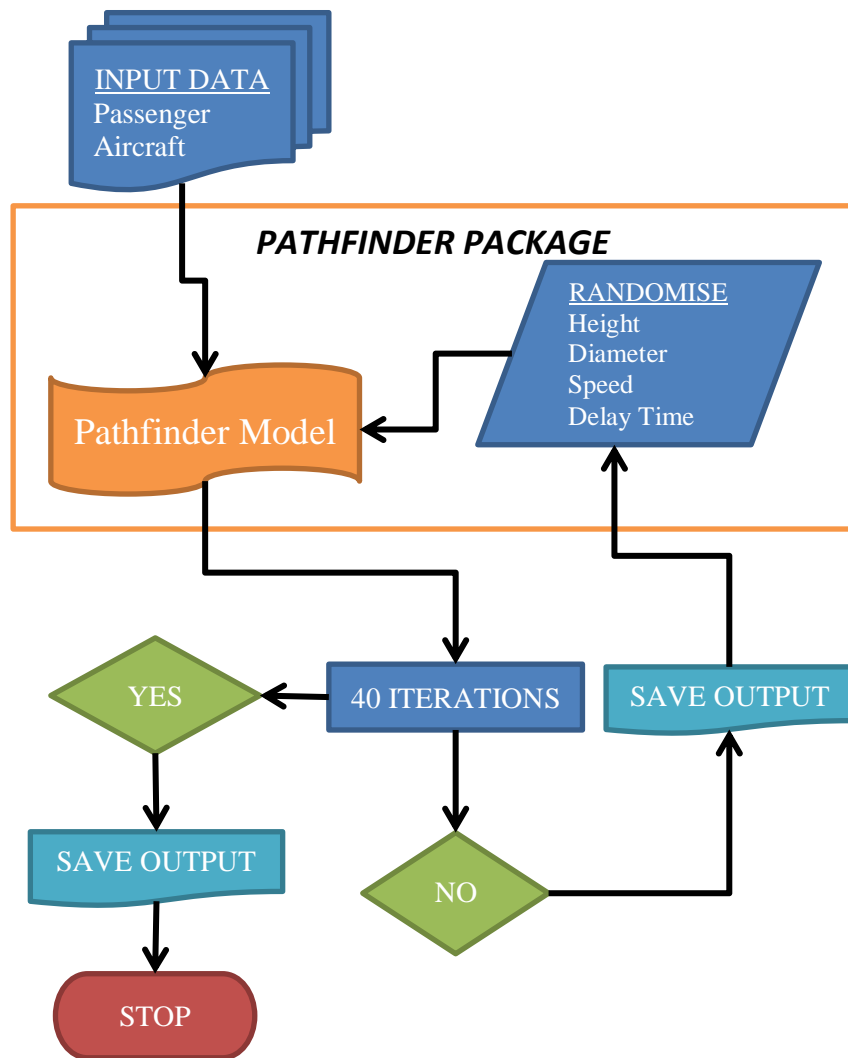 INPUT DATA
Passenger
Aircraft
PATHFINDER PACKAGE
RANDOMISE
Height
Diameter
Speed
Delay Time
Pathfinder Model
YES
40 ITERATIONS
SAVE OUTPUT
SAVE OUTPUT
NO
STOP